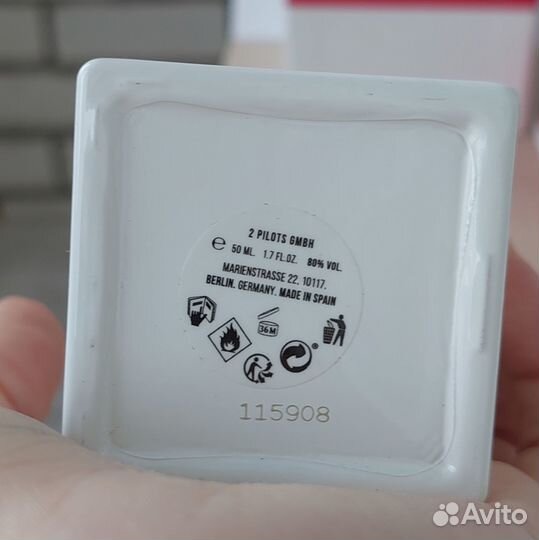 2 PILOTS GMBH
℮ 50 ML. 1.7 FL.OZ. 80% VOL.
MARIENSTRASSE 22, 10117.
BERLIN. GERMANY. MADE IN SPAIN
36M
115908
Avito